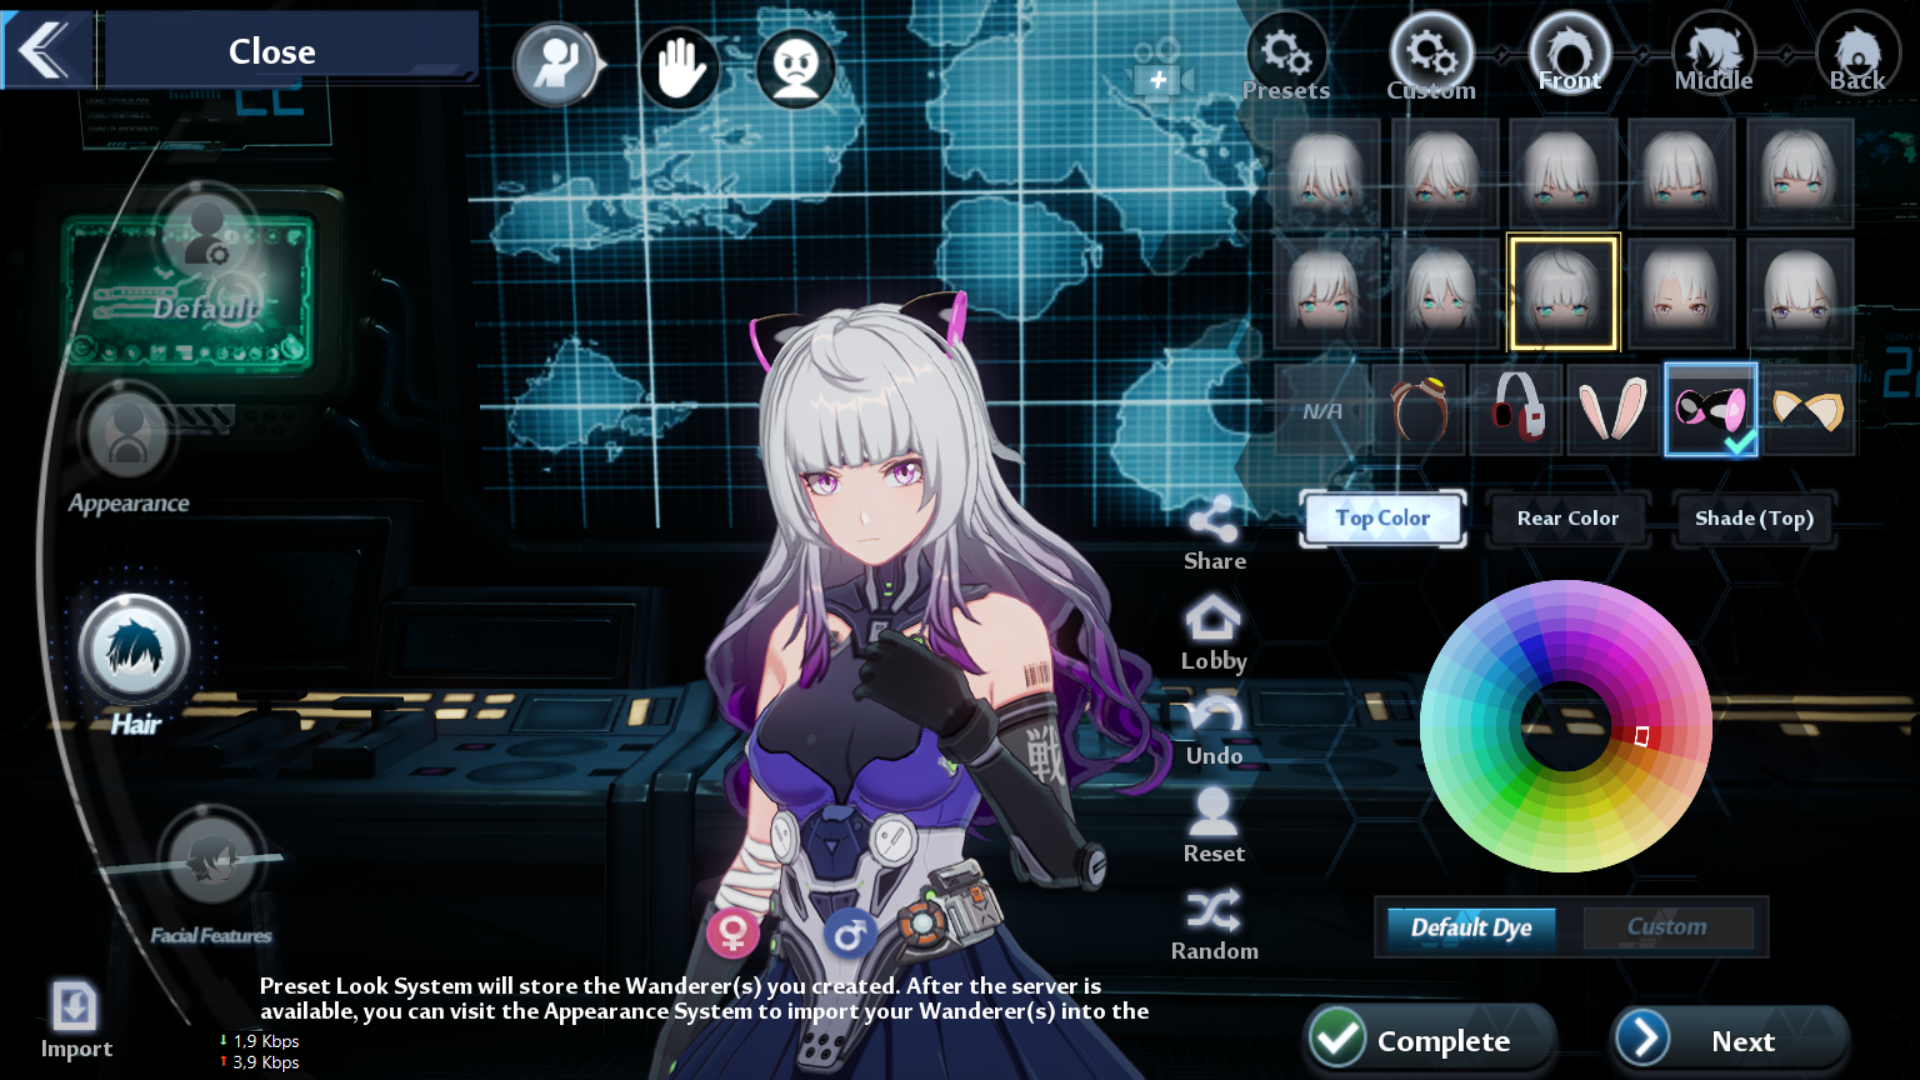 Close
Presets
Custom
Front
Middle
Back
Default
N/A
Appearance
Top Color
Rear Color
Shade (Top)
Share
Lobby
Hair
戦
Undo
Reset
Default Dye
Custom
Facial Features
Random
Preset Look System will store the Wanderer(s) you created. After the server is
available, you can visit the Appearance System to import your Wanderer(s) into the
Import
1,9 Kbps
3,9 Kbps
Complete
Next